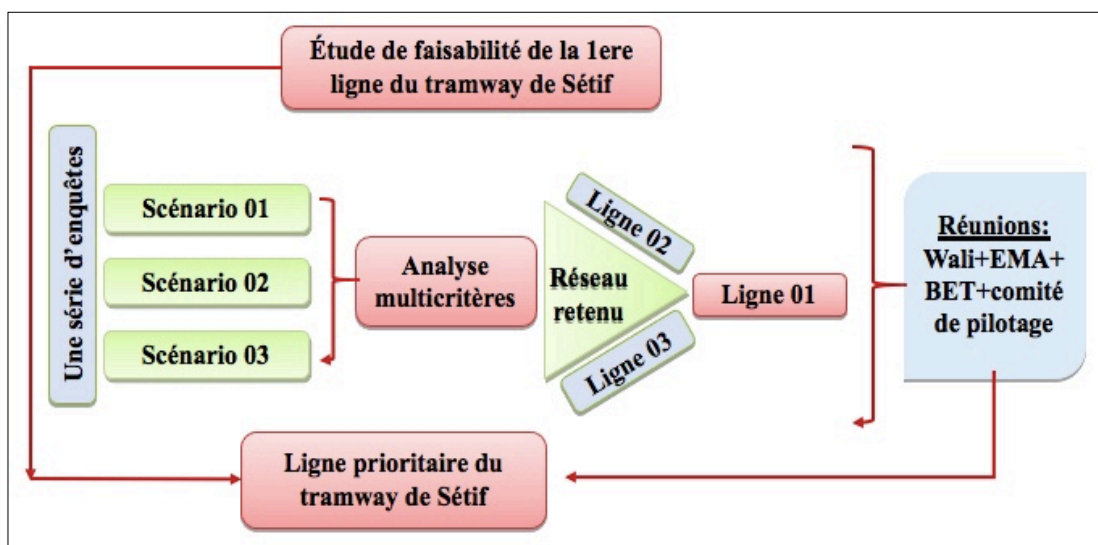 Étude de faisabilité de la 1ere
ligne du tramway de Sétif
Une série d'enquêtes
Scénario 01
Scénario 02
Scénario 03
Analyse
multicritères
Réseau
retenu
Ligne 02
Ligne 03
Ligne 01
Réunions:
Wali+EMA+
BET+comité
de pilotage
Ligne prioritaire du
tramway de Sétif